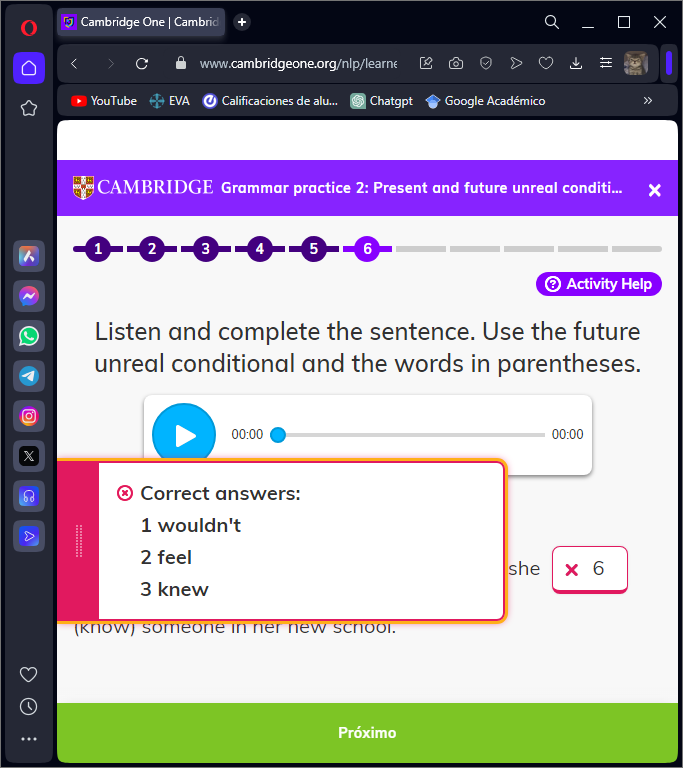 Cambridge One | Cambrid
www.cambridgeone.org/nlp/learne
YouTube
EVA
Calificaciones de alu...
Chatgpt
Google Académico
»
CAMBRIDGE
Grammar practice 2: Present and future unreal conditi...
1 2 3 4 5 6
Activity Help
Listen and complete the sentence. Use the future
unreal conditional and the words in parentheses.
00:00
00:00
Correct answers:
1 wouldn't
2 feel
3 knew
she
6
(know) someone in her new school.
Próximo